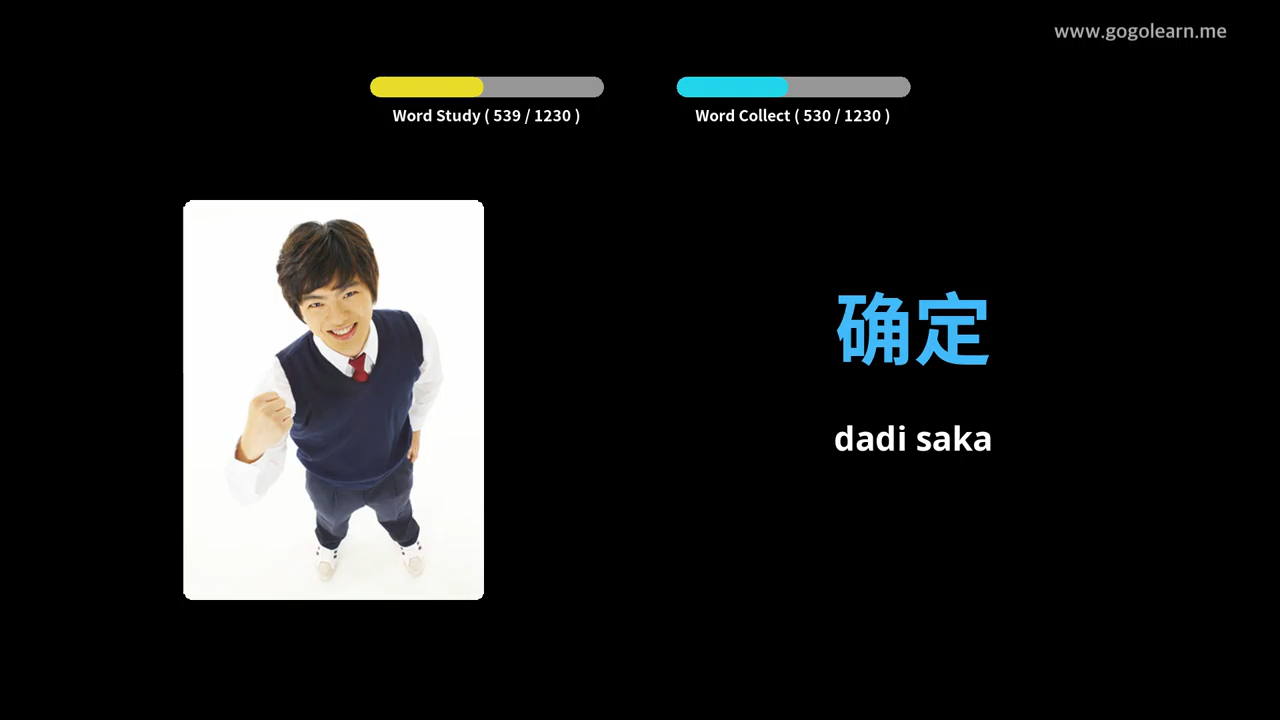 www.gogolearn.me
Word Study ( 539 / 1230 )
Word Collect ( 530 / 1230 )
确定
dadi saka